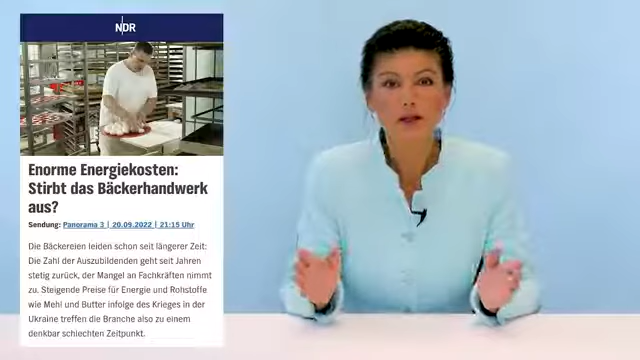 NDR
Enorme Energiekosten:
Stirbt das Bäckerhandwerk
aus?
Sendung: Panorama 3 | 20.09.2022 | 21:15 Uhr
Die Bäckereien leiden schon seit längerer Zeit:
Die Zahl der Auszubildenden geht seit Jahren
stetig zurück, der Mangel an Fachkräften nimmt
zu. Steigende Preise für Energie und Rohstoffe
wie Mehl und Butter infolge des Krieges in der
Ukraine treffen die Branche also zu einem
denkbar schlechten Zeitpunkt.